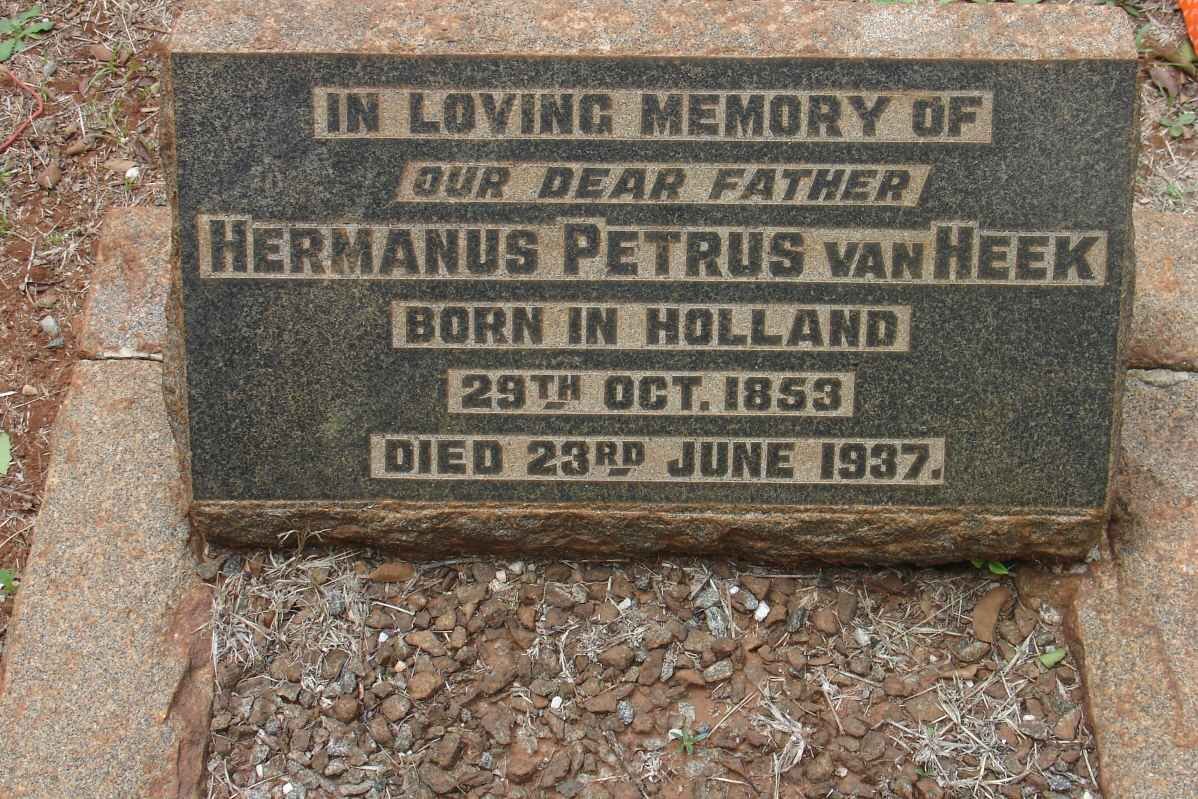 IN LOVING MEMORY OF
OUR DEAR FATHER
HERMANUS PETRUS VAN HEEK
BORN IN HOLLAND
29TH OCT. 1853
DIED 23RD JUNE 1937.